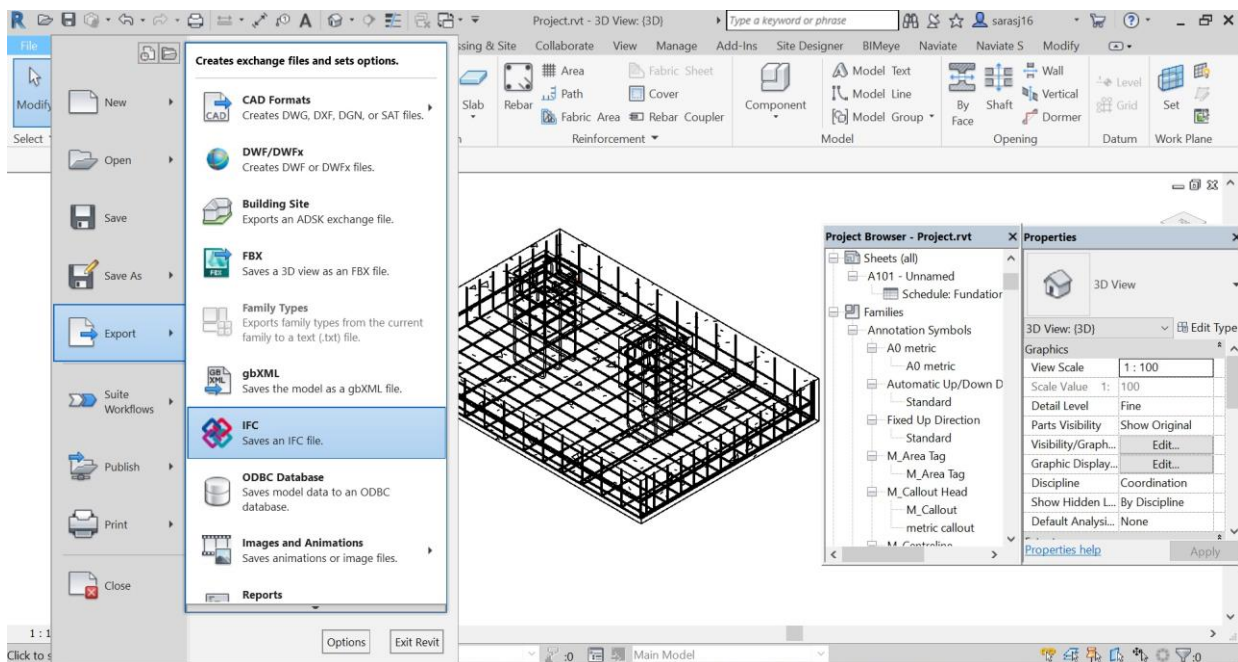 Project.rvt - 3D View: {3D}
Type a keyword or phrase
sarasj16
File
ssing & Site Collaborate View Manage Add-Ins Site Designer BIMeye Naviate Naviate S Modify
Modify
Select
Slab
Rebar
Area
Path
Fabric Area
Fabric Sheet
Cover
Rebar Coupler
Reinforcement
Component
Model Text
Model Line
Model Group
Model
By
Face
Shaft
Wall
Vertical
Dormer
Opening
Level
Grid
Datum
Set
Work Plane
New
Open
Save
Save As
Export
Suite
Workflows
Publish
Print
Close
Creates exchange files and sets options.
CAD
CAD Formats
Creates DWG, DXF, DGN, or SAT files.
DWF/DWFx
Creates DWF or DWFx files.
Building Site
Exports an ADSK exchange file.
FBX
Saves a 3D view as an FBX file.
Family Types
Exports family types from the current
family to a text (.txt) file.
gbXML
Saves the model as a gbXML file.
IFC
Saves an IFC file.
ODBC Database
Saves model data to an ODBC
database.
Images and Animations
Saves animations or image files.
Reports
Options
Exit Revit
Project Browser - Project.rvt
Sheets (all)
A101 - Unnamed
Schedule: Fundation
Families
Annotation Symbols
A0 metric
A0 metric
Automatic Up/Down D
Standard
Fixed Up Direction
Standard
M_Area Tag
M_Area Tag
M_Callout Head
M_Callout
metric callout
M_Centreline
Properties
3D View
3D View: {3D}
Edit Type
Graphics
View Scale 1 : 100
Scale Value 1: 100
Detail Level Fine
Parts Visibility Show Original
Visibility/Graph... Edit...
Graphic Display... Edit...
Discipline Coordination
Show Hidden L... By Discipline
Default Analysi... None
Properties help
Apply
1 : 1
Click to s
:0
Main Model
:0